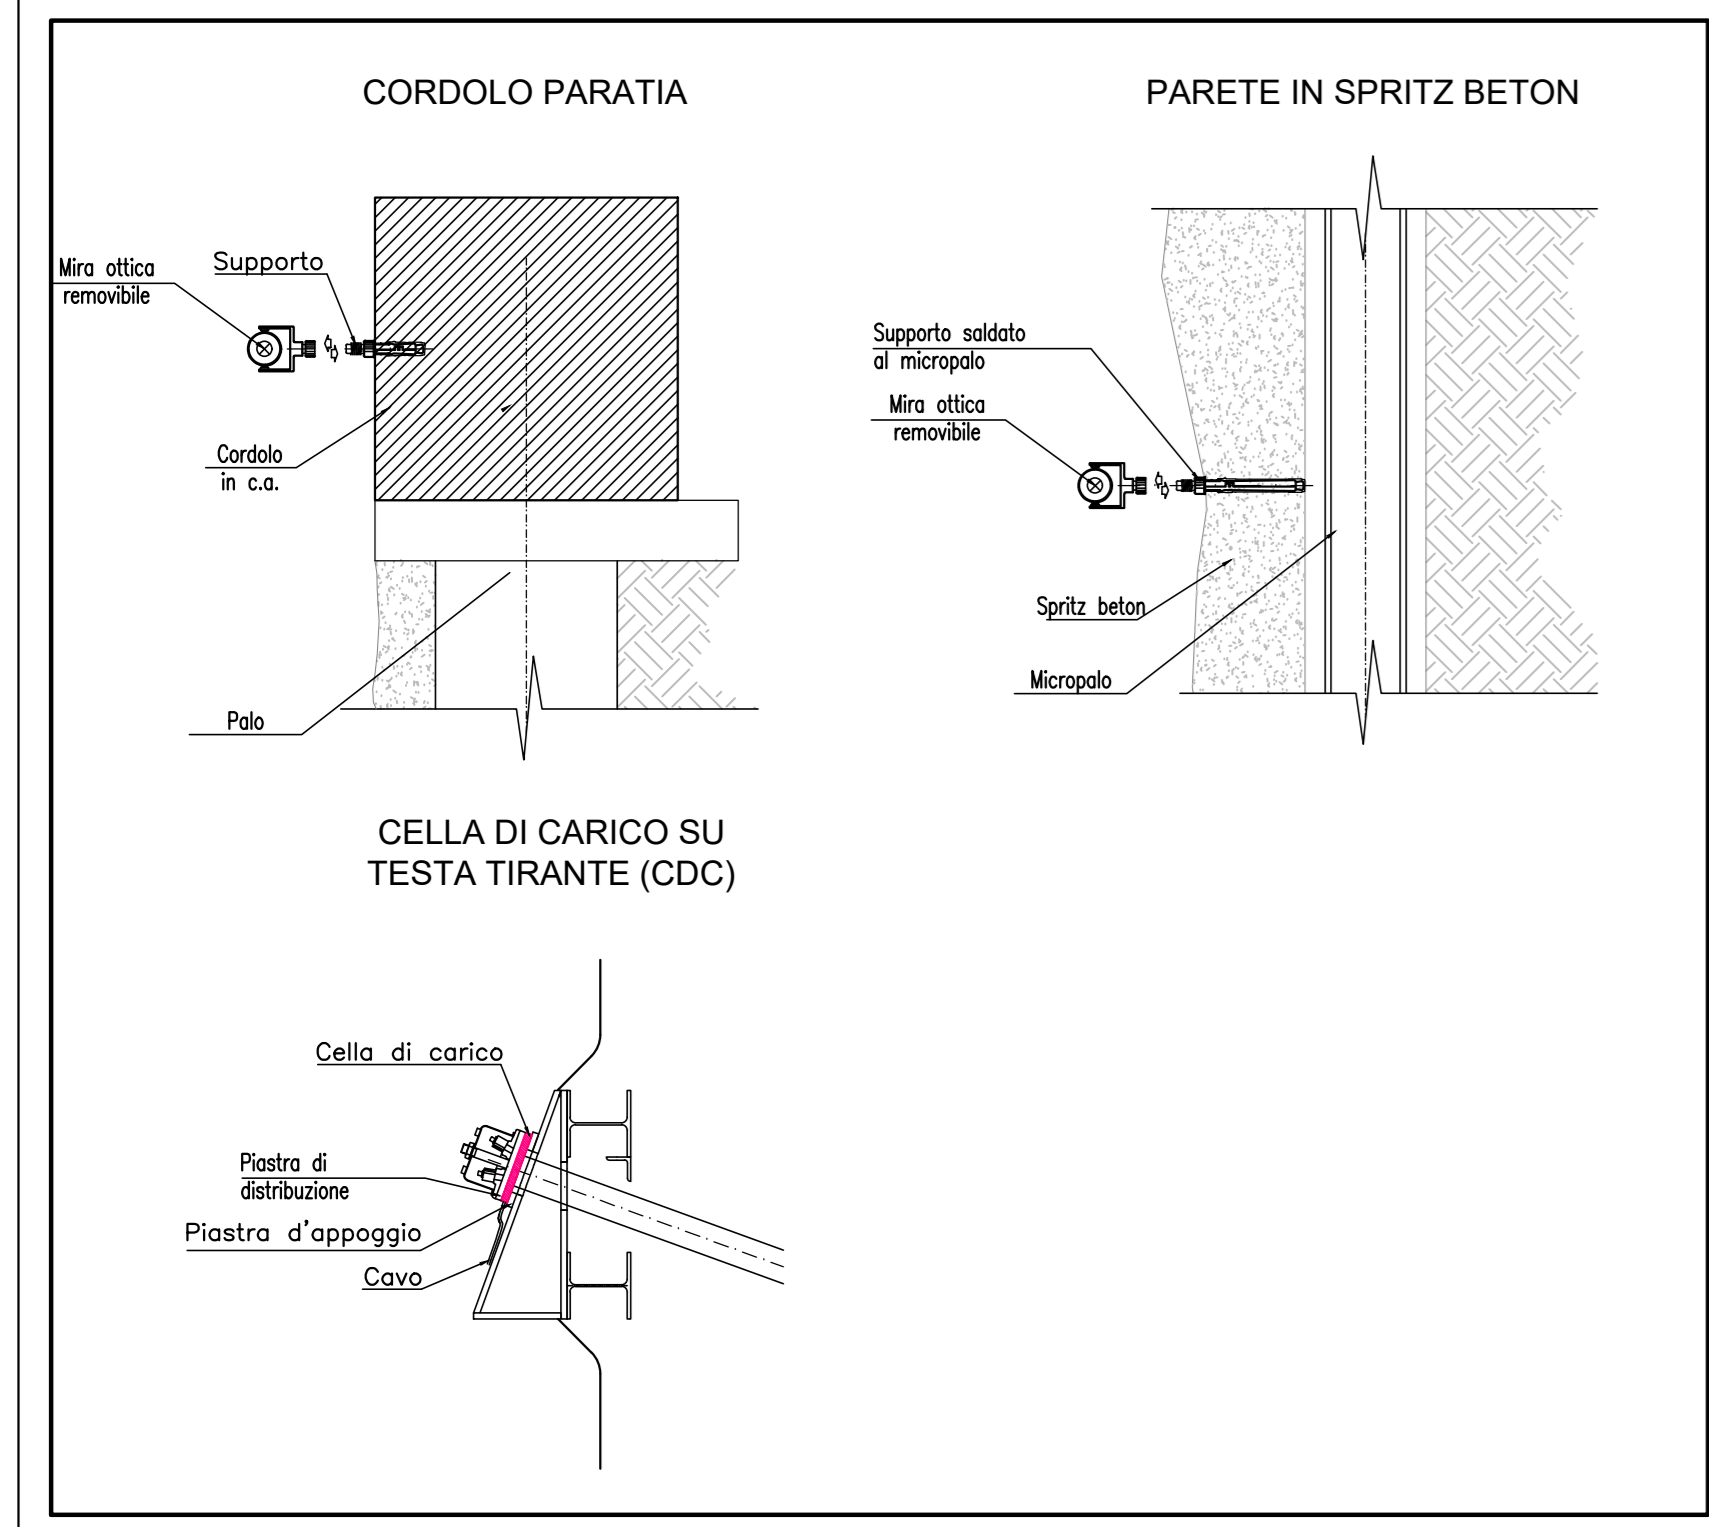 CORDOLO PARATIA
Mira ottica
removibile
Supporto
Cordolo
in c.a.
Palo
PARETE IN SPRITZ BETON
Supporto saldato
al micropalo
Mira ottica
removibile
Spritz beton
Micropalo
CELLA DI CARICO SU
TESTA TIRANTE (CDC)
Cella di carico
Piastra di
distribuzione
Piastra d'appoggio
Cavo